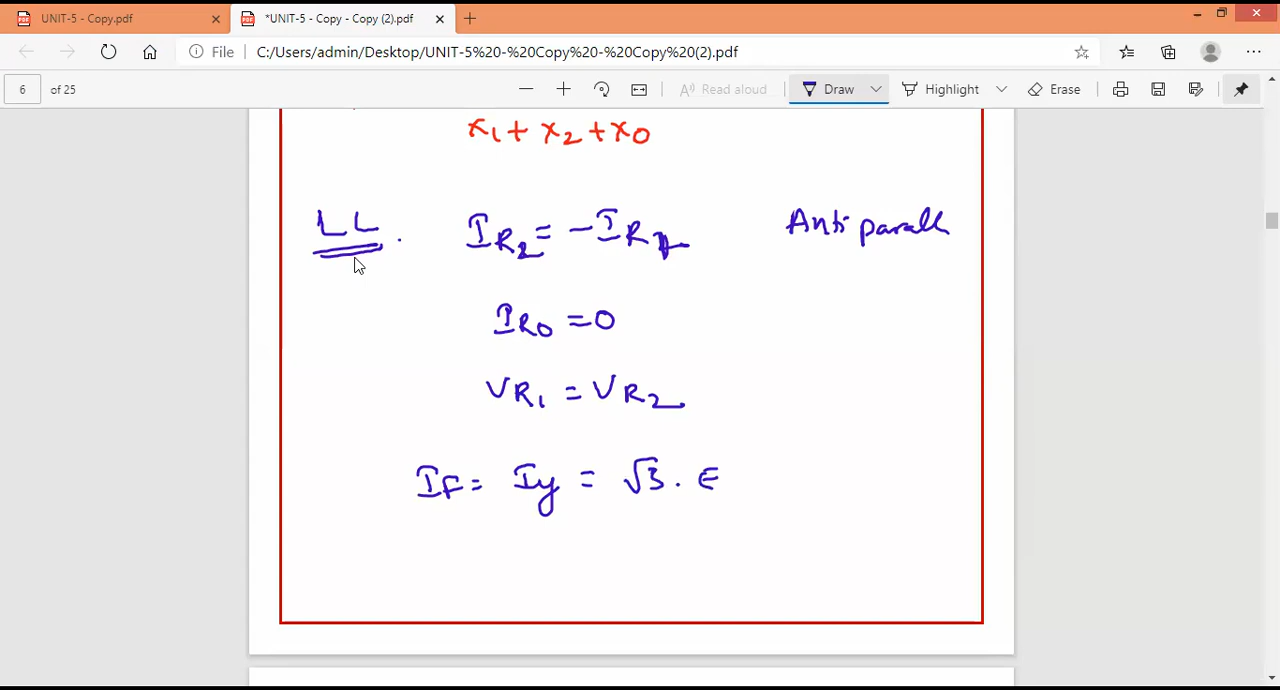 UNIT-5 - Copy.pdf
*UNIT-5 - Copy - Copy (2).pdf
File C:/Users/admin/Desktop/UNIT-5%20-%20Copy%20-%20Copy%20(2).pdf
6 of 25 Read aloud Draw Highlight Erase
x1 + x2 + x0
LL. IR2 = -IR1 Anti parall
IR0 = 0
VR1 = VR2
IF = Iy = √3 . E